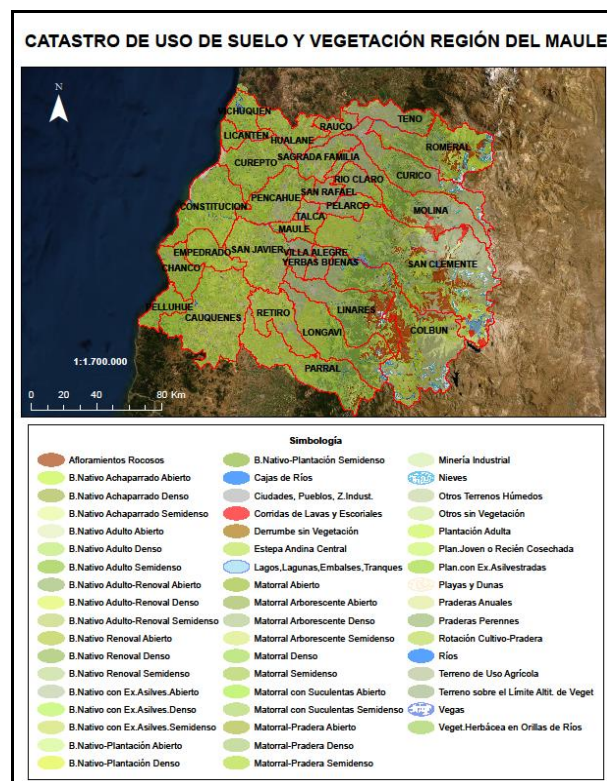 CATASTRO DE USO DE SUELO Y VEGETACIÓN REGIÓN DEL MAULE
N
VICHUQUEN
TENO
RAUCO
LICANTEN
HUALANE
ROMERAL
SAGRADA FAMILIA
CUREPTO
CURICO
RIO CLARO
SAN RAFAEL
PENCAHUE
CONSTITUCION
PELARCO
MOLINA
TALCA
MAULE
EMPEDRADO
SAN JAVIER
VILLA ALEGRE
YERBAS BUENAS
SAN CLEMENTE
CHANCO
PELLUHUE
CAUQUENES
RETIRO
LINARES
LONGAVI
COLBUN
PARRAL
1:1.700.000
0 20 40 80 Km
Simbología
Afloramientos Rocosos
B.Nativo Achaparrado Abierto
B.Nativo Achaparrado Denso
B.Nativo Achaparrado Semidenso
B.Nativo Adulto Abierto
B.Nativo Adulto Denso
B.Nativo Adulto Semidenso
B.Nativo Adulto-Renoval Abierto
B.Nativo Adulto-Renoval Denso
B.Nativo Adulto-Renoval Semidenso
B.Nativo Renoval Abierto
B.Nativo Renoval Denso
B.Nativo Renoval Semidenso
B.Nativo con Ex.Asilves.Abierto
B.Nativo con Ex.Asilves.Denso
B.Nativo con Ex.Asilves.Semidenso
B.Nativo-Plantación Abierto
B.Nativo-Plantación Denso
B.Nativo-Plantación Semidenso
Cajas de Ríos
Ciudades, Pueblos, Z.Indust.
Corridas de Lavas y Escoriales
Derrumbe sin Vegetación
Estepa Andina Central
Lagos,Lagunas,Embalses,Tranques
Matorral Abierto
Matorral Arborescente Abierto
Matorral Arborescente Denso
Matorral Arborescente Semidenso
Matorral Denso
Matorral Semidenso
Matorral con Suculentas Abierto
Matorral con Suculentas Semidenso
Matorral-Pradera Abierto
Matorral-Pradera Denso
Matorral-Pradera Semidenso
Minería Industrial
Nieves
Otros Terrenos Húmedos
Otros sin Vegetación
Plantación Adulta
Plan.Joven o Recién Cosechada
Plan.con Ex.Asilvestradas
Playas y Dunas
Praderas Anuales
Praderas Perennes
Rotación Cultivo-Pradera
Ríos
Terreno de Uso Agrícola
Terreno sobre el Límite Altit. de Veget
Vegas
Veget.Herbácea en Orillas de Ríos